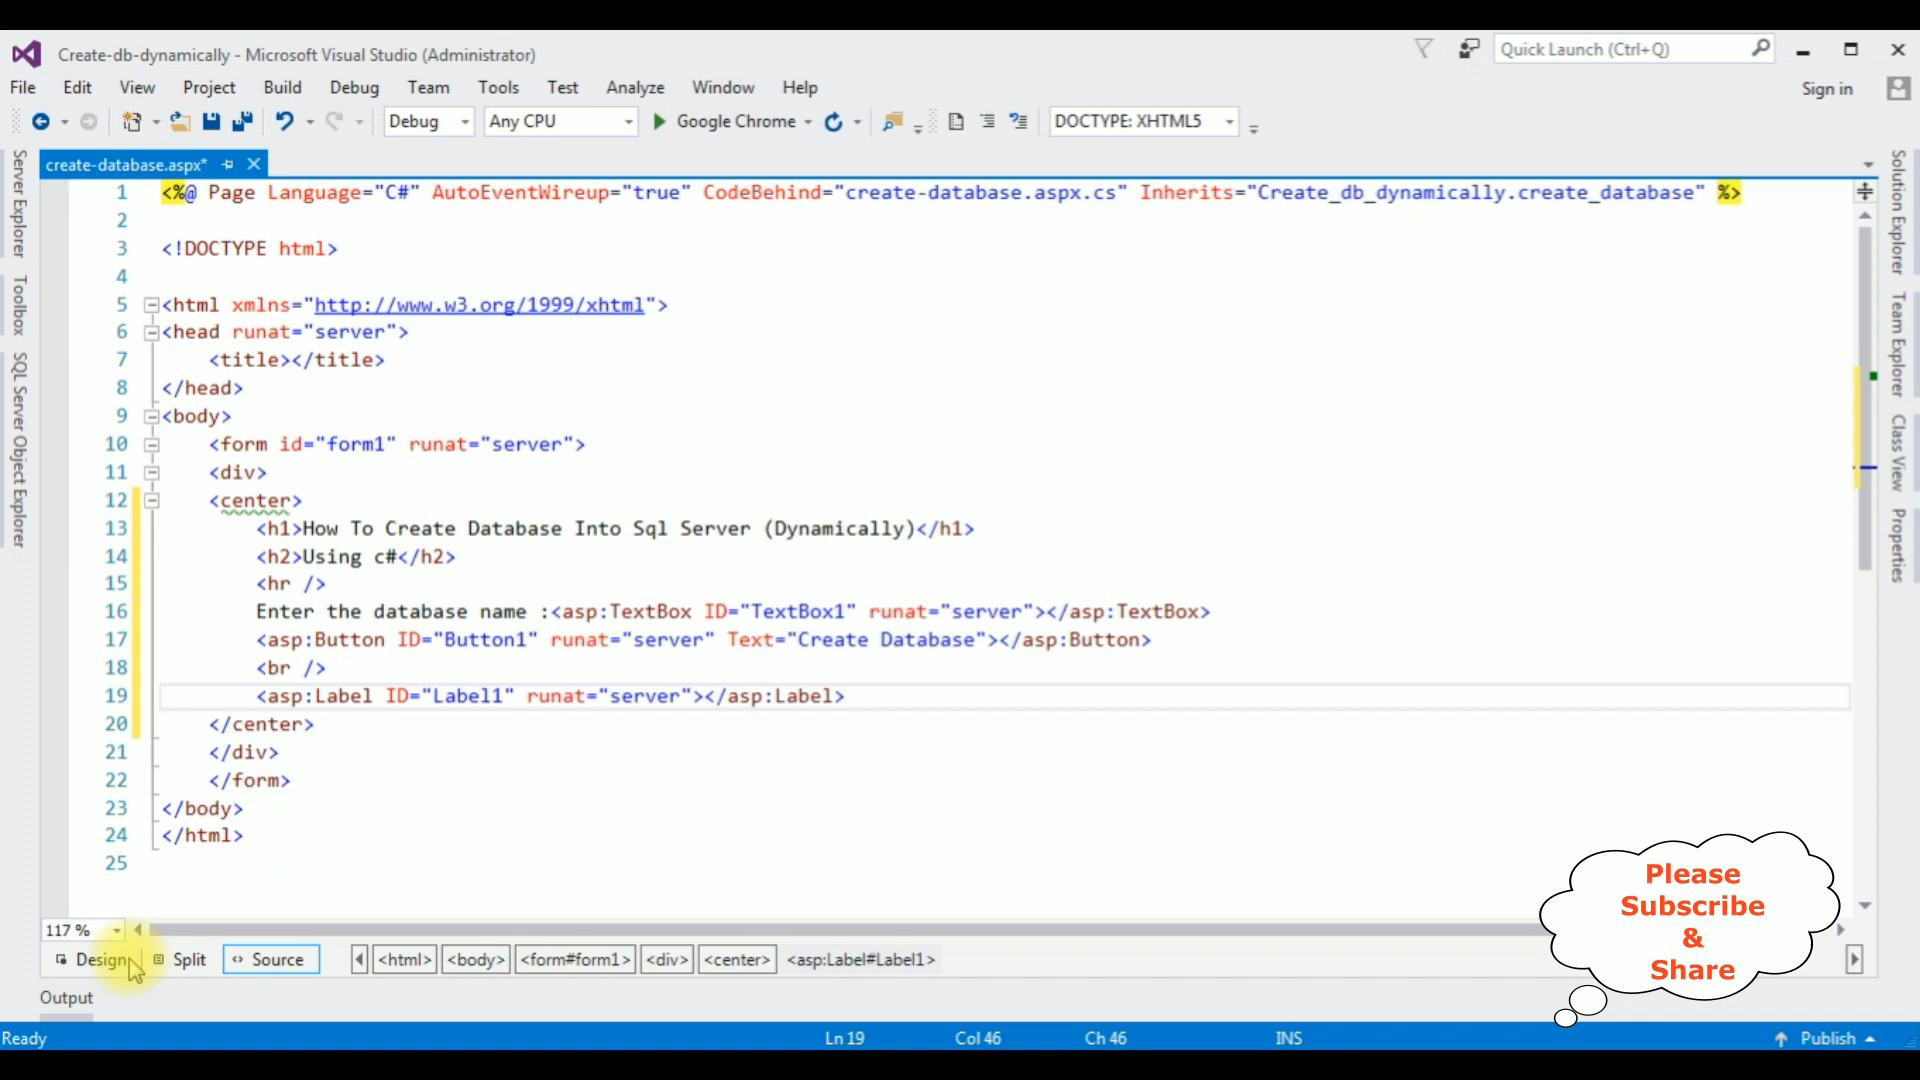 Create-db-dynamically - Microsoft Visual Studio (Administrator)
Quick Launch (Ctrl+Q)
File Edit View Project Build Debug Team Tools Test Analyze Window Help
Sign in
Debug Any CPU Google Chrome DOCTYPE: XHTML5
create-database.aspx*
Server Explorer
Toolbox
SQL Server Object Explorer
1 <%@ Page Language="C#" AutoEventWireup="true" CodeBehind="create-database.aspx.cs" Inherits="Create_db_dynamically.create_database" %>
2
3 <!DOCTYPE html>
4
5 <html xmlns="http://www.w3.org/1999/xhtml">
6 <head runat="server">
7 <title></title>
8 </head>
9 <body>
10 <form id="form1" runat="server">
11 <div>
12 <center>
13 <h1>How To Create Database Into Sql Server (Dynamically)</h1>
14 <h2>Using c#</h2>
15 <hr />
16 Enter the database name :<asp:TextBox ID="TextBox1" runat="server"></asp:TextBox>
17 <asp:Button ID="Button1" runat="server" Text="Create Database"></asp:Button>
18 <br />
19 <asp:Label ID="Label1" runat="server"></asp:Label>
20 </center>
21 </div>
22 </form>
23 </body>
24 </html>
25
Solution Explorer
Team Explorer
Class View
Properties
Please
Subscribe
&
Share
117 %
Design Split Source <html> <body> <form#form1> <div> <center> <asp:Label#Label1>
Output
Ready Ln 19 Col 46 Ch 46 INS Publish